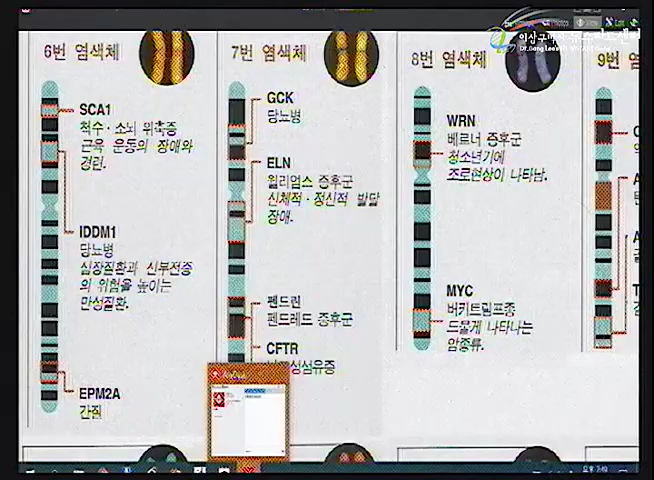 6번 염색체
SCA1
척수·소뇌 위축증
근육 운동의 장애와
경련.
IDDM1
당뇨병
심장질환과 신부전증
의 위험을 높이는
만성질환.
EPM2A
간질
7번 염색체
GCK
당뇨병
ELN
윌리엄스 증후군
신체적·정신적 발달
장애.
펜드린
펜드레드 증후군
CFTR
성섬유증
8번 염색체
WRN
베르너 증후군
청소년기에
조로현상이 나타남.
MYC
버키트림프종
드물게 나타나는
암종류.
9번 염